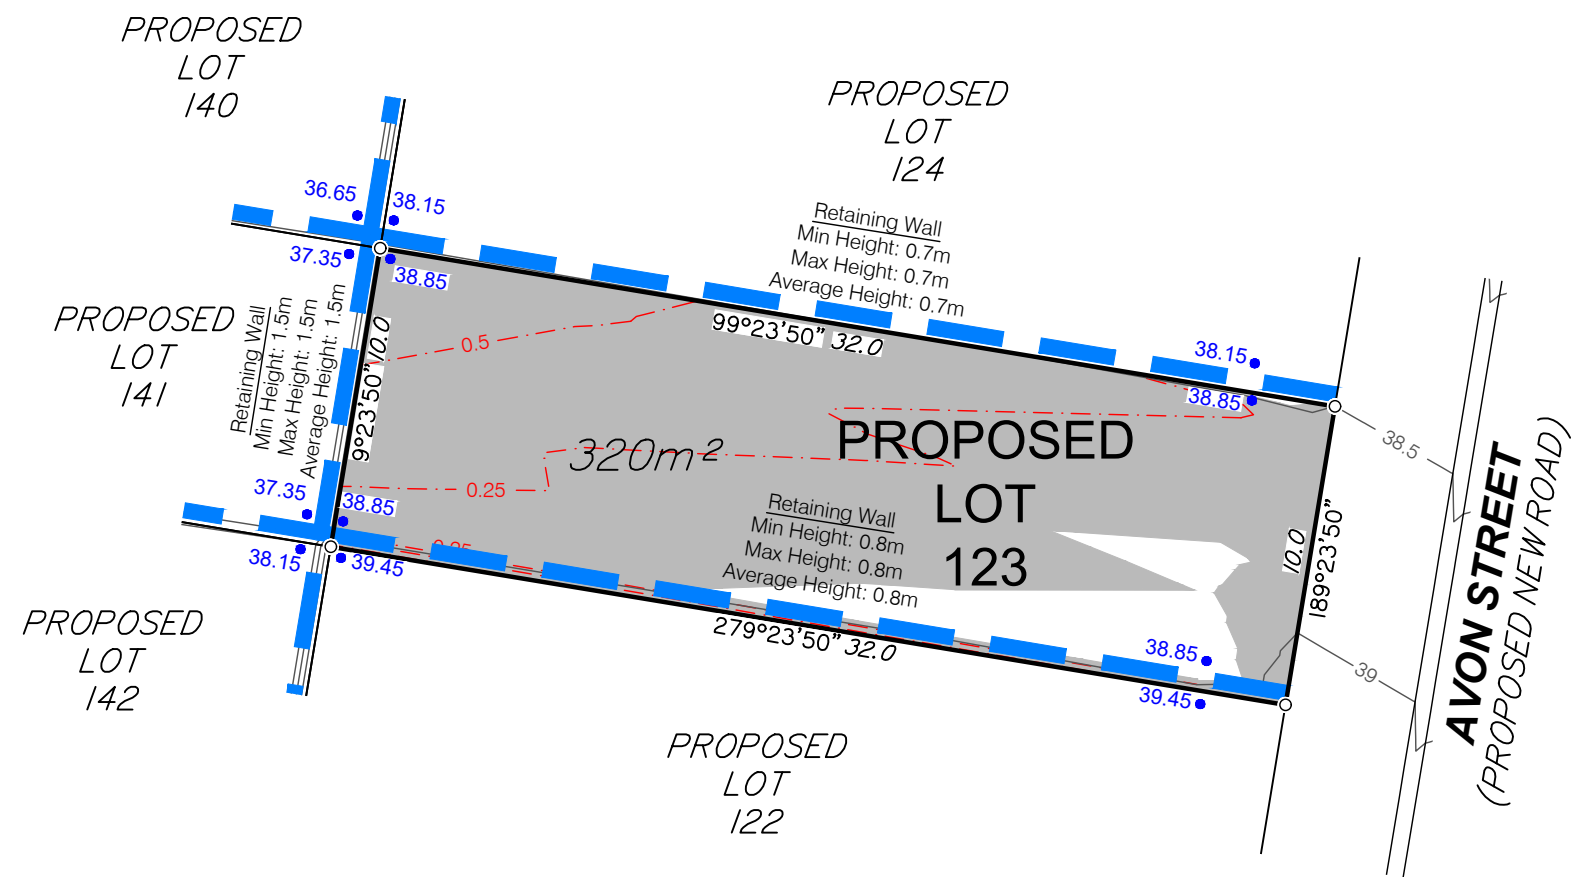 PROPOSED
LOT
140
PROPOSED
LOT
124
36.65
38.15
37.35
38.85
Retaining Wall
Min Height: 0.7m
Max Height: 0.7m
Average Height: 0.7m
PROPOSED
LOT
141
Retaining Wall
Min Height: 1.5m
Max Height: 1.5m
Average Height: 1.5m
9°23'50" 10.0
0.5
99°23'50" 32.0
38.15
38.85
38.5
320m²
PROPOSED
LOT
123
0.25
37.35
38.85
0.25
38.15
39.45
Retaining Wall
Min Height: 0.8m
Max Height: 0.8m
Average Height: 0.8m
279°23'50" 32.0
10.0
189°23'50"
38.85
39.45
39
AVON STREET
(PROPOSED NEW ROAD)
PROPOSED
LOT
142
PROPOSED
LOT
122